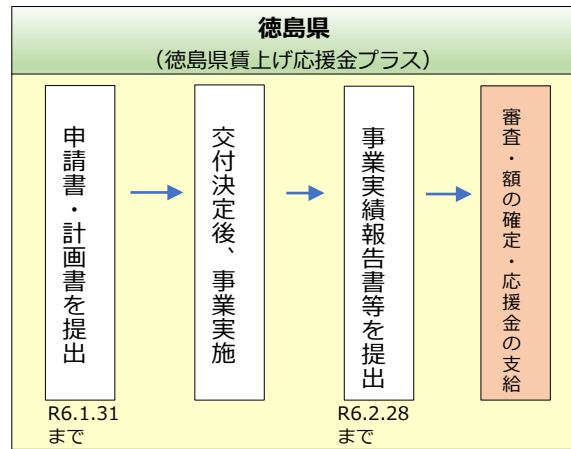 徳島県
（徳島県賃上げ応援金プラス）
申請書・計画書を提出
交付決定後、事業実施
事業実績報告書等を提出
審査・額の確定・応援金の支給
R6.1.31
まで
R6.2.28
まで